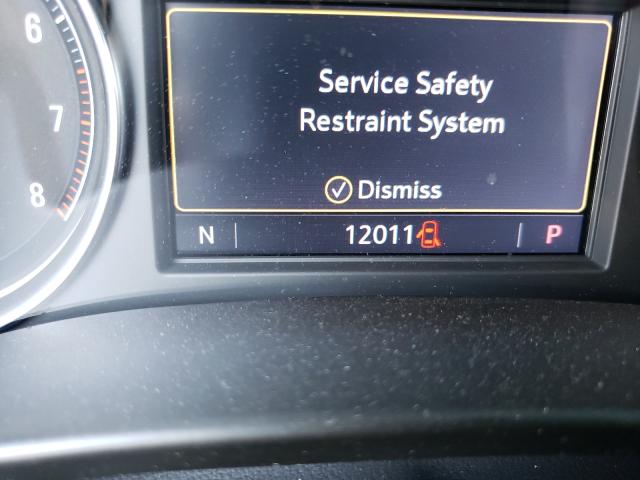 6
7
8
Service Safety
Restraint System
Dismiss
N 12011 P